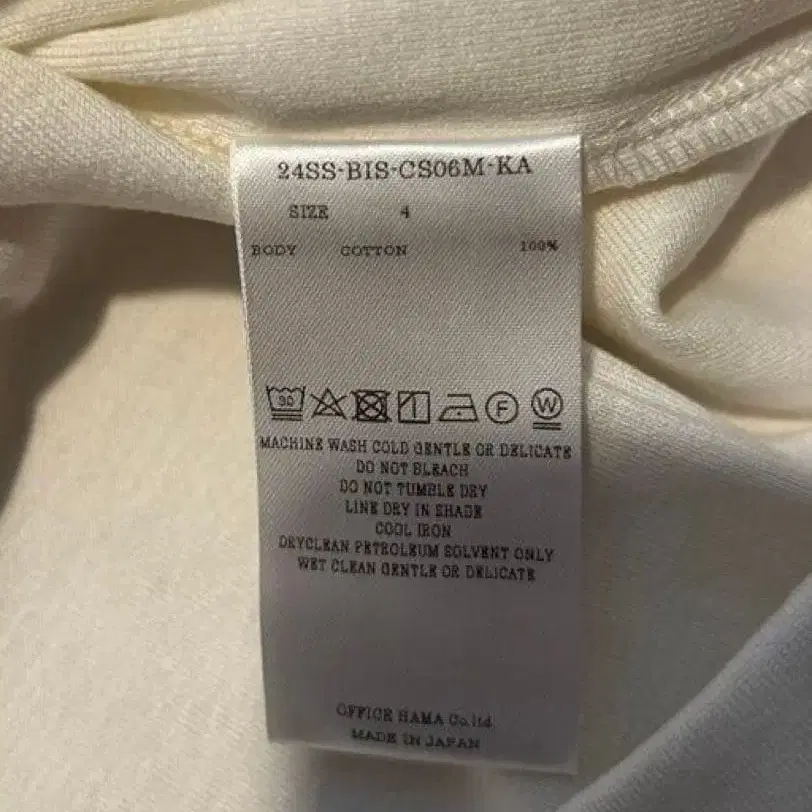 24SS-BIS-CS06M-KA
SIZE 4
BODY COTTON 100%
30 F W
MACHINE WASH COLD GENTLE OR DELICATE
DO NOT BLEACH
DO NOT TUMBLE DRY
LINE DRY IN SHADE
COOL IRON
DRYCLEAN PETROLEUM SOLVENT ONLY
WET CLEAN GENTLE OR DELICATE
OFFICE HAMA Co.ltd.
MADE IN JAPAN